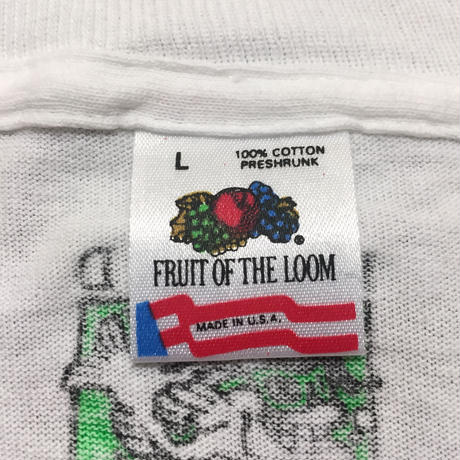 L
100% COTTON
PRESHRUNK
®
FRUIT OF THE LOOM
MADE IN U.S.A.